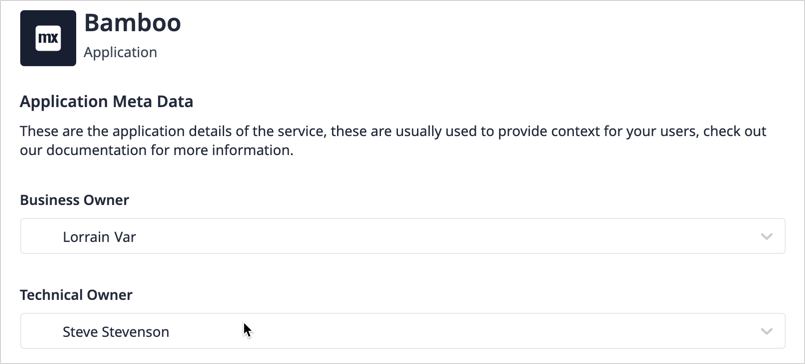 mx
Bamboo
Application
Application Meta Data
These are the application details of the service, these are usually used to provide context for your users, check out
our documentation for more information.
Business Owner
Lorrain Var
Technical Owner
Steve Stevenson